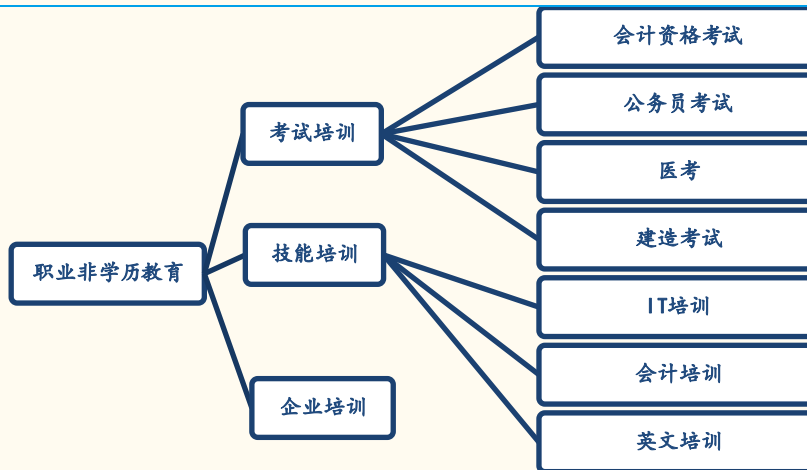 会计资格考试
公务员考试
考试培训
医考
建造考试
技能培训
职业非学历教育
IT培训
会计培训
企业培训
英文培训